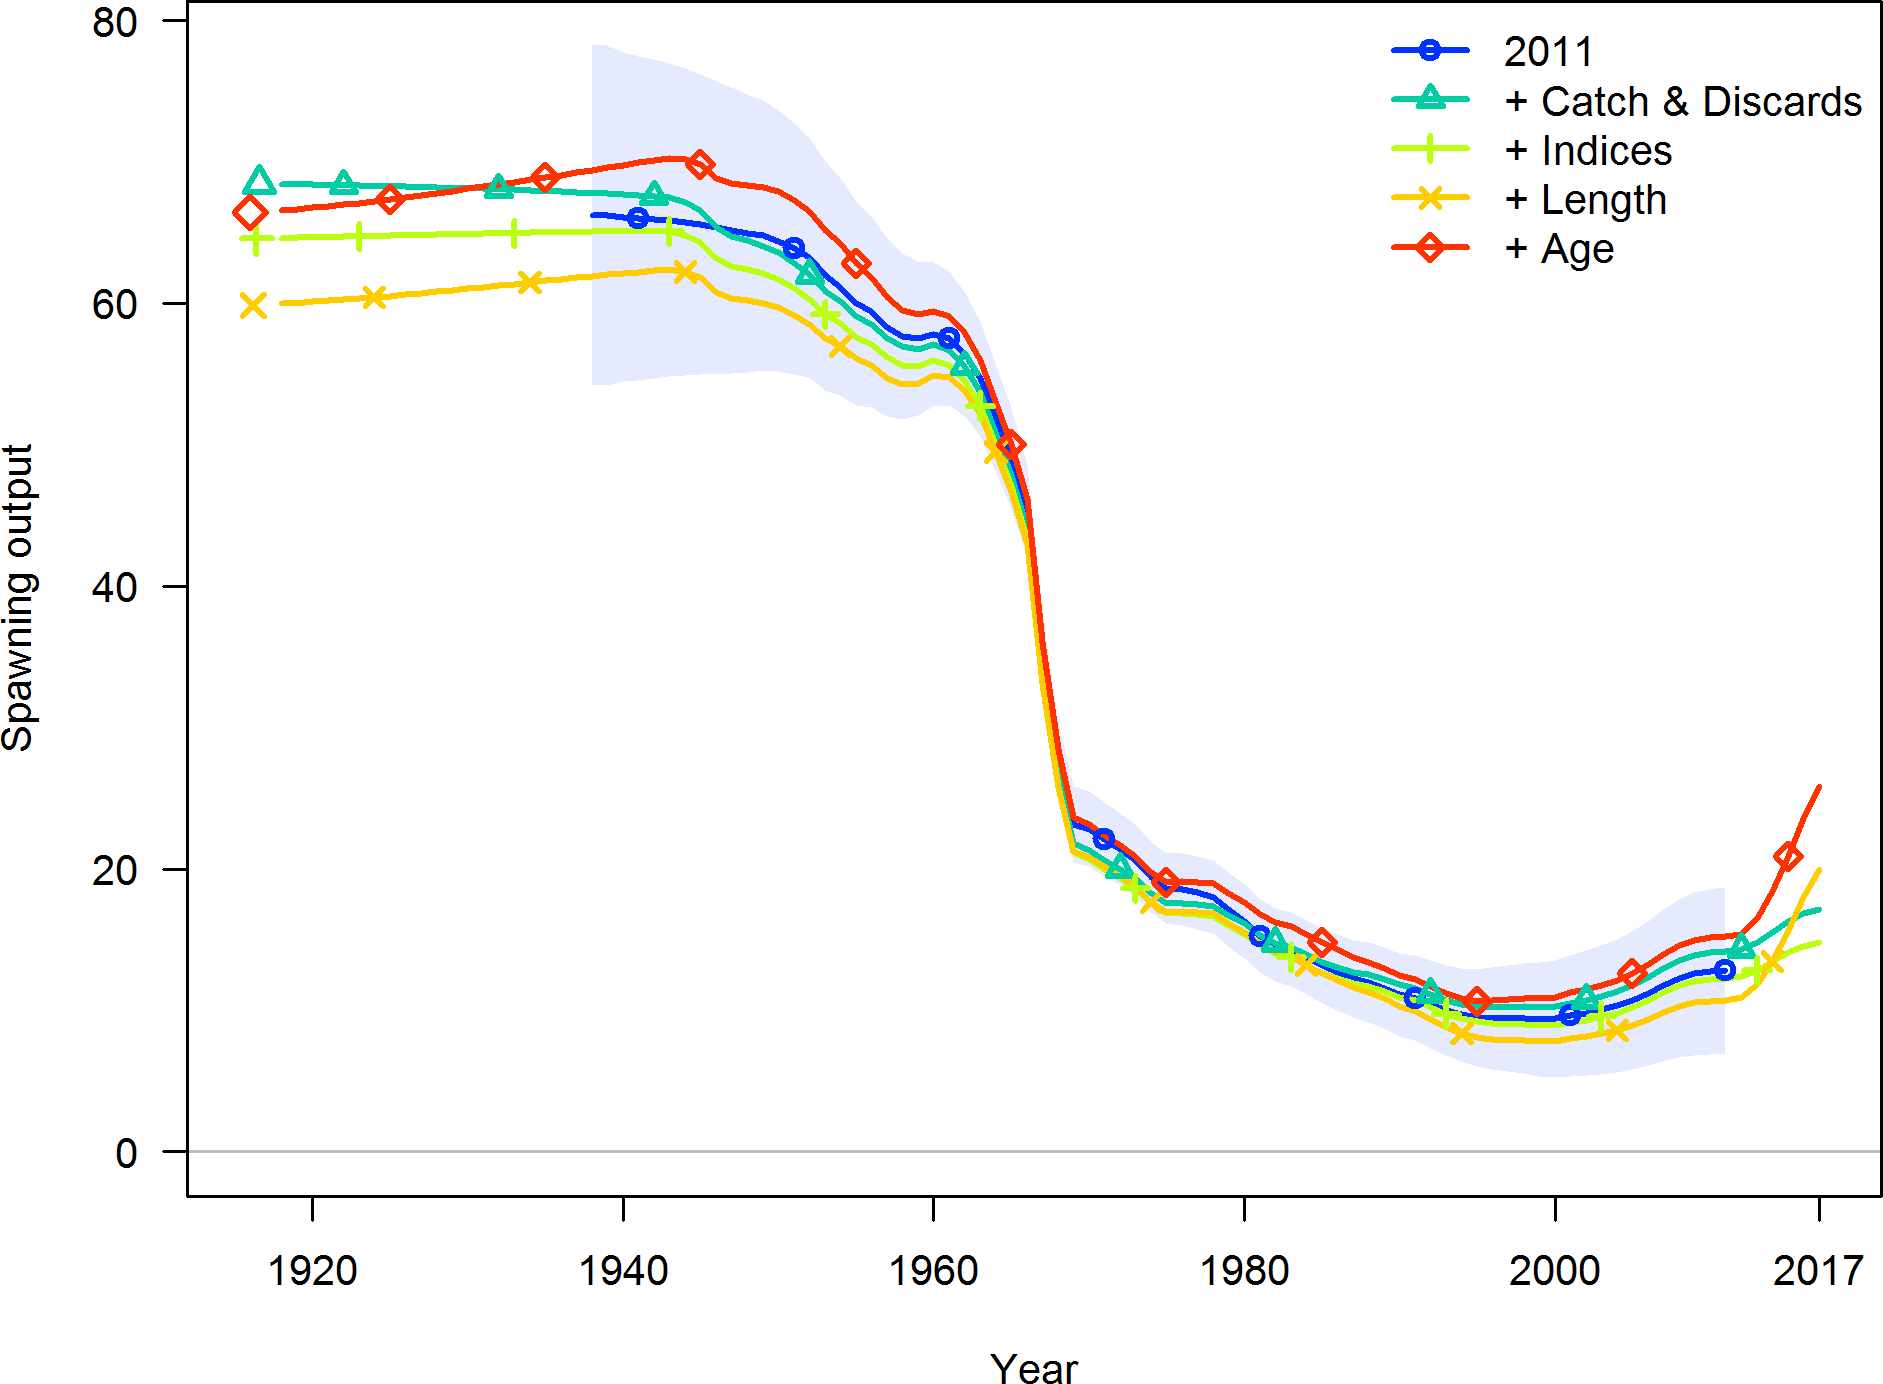 80
60
40
20
0
Spawning output
2011
+ Catch & Discards
+ Indices
+ Length
+ Age
1920 1940 1960 1980 2000 2017
Year